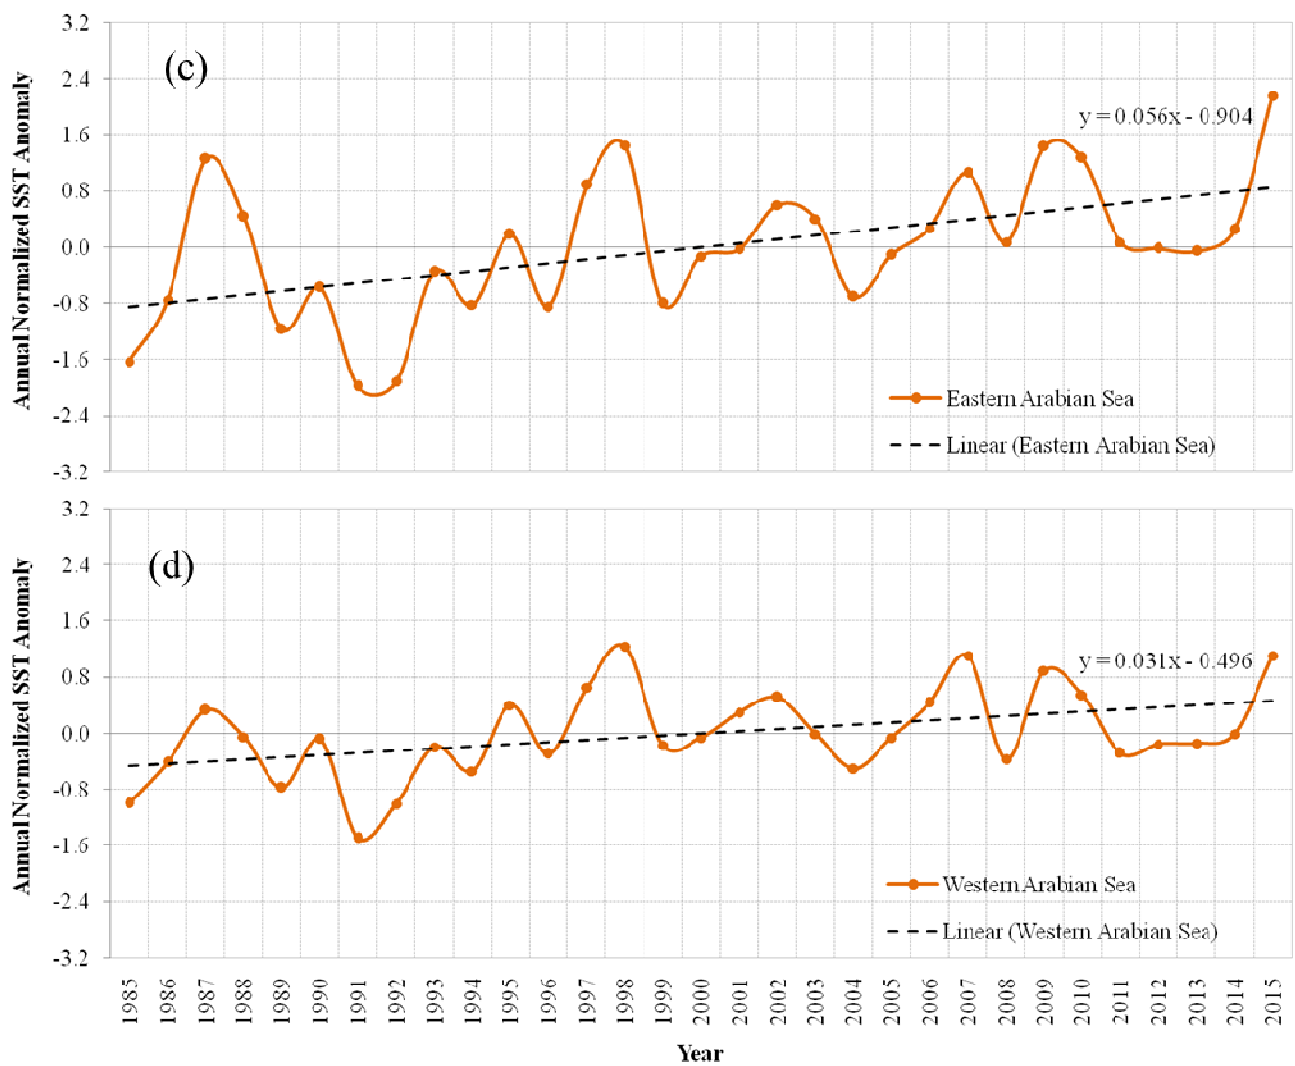 Annual Normalized SST Anomaly
3.2
2.4
1.6
0.8
0.0
-0.8
-1.6
-2.4
-3.2
(c)
y = 0.056x - 0.904
Eastern Arabian Sea
Linear (Eastern Arabian Sea)
Annual Normalized SST Anomaly
3.2
2.4
1.6
0.8
0.0
-0.8
-1.6
-2.4
-3.2
(d)
y = 0.031x - 0.496
Western Arabian Sea
Linear (Western Arabian Sea)
1985 1986 1987 1988 1989 1990 1991 1992 1993 1994 1995 1996 1997 1998 1999 2000 2001 2002 2003 2004 2005 2006 2007 2008 2009 2010 2011 2012 2013 2014 2015
Year